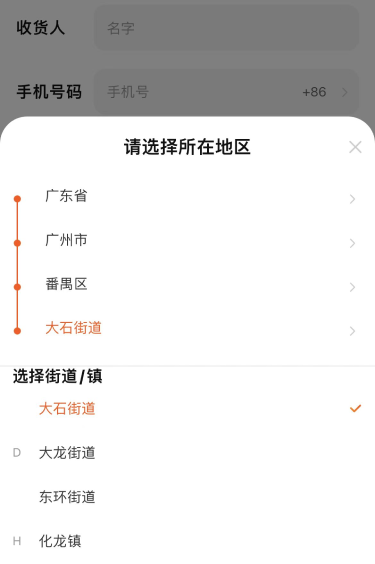 收货人 名字
手机号码 手机号 +86
请选择所在地区
广东省
广州市
番禺区
大石街道
选择街道/镇
大石街道
D 大龙街道
东环街道
H 化龙镇